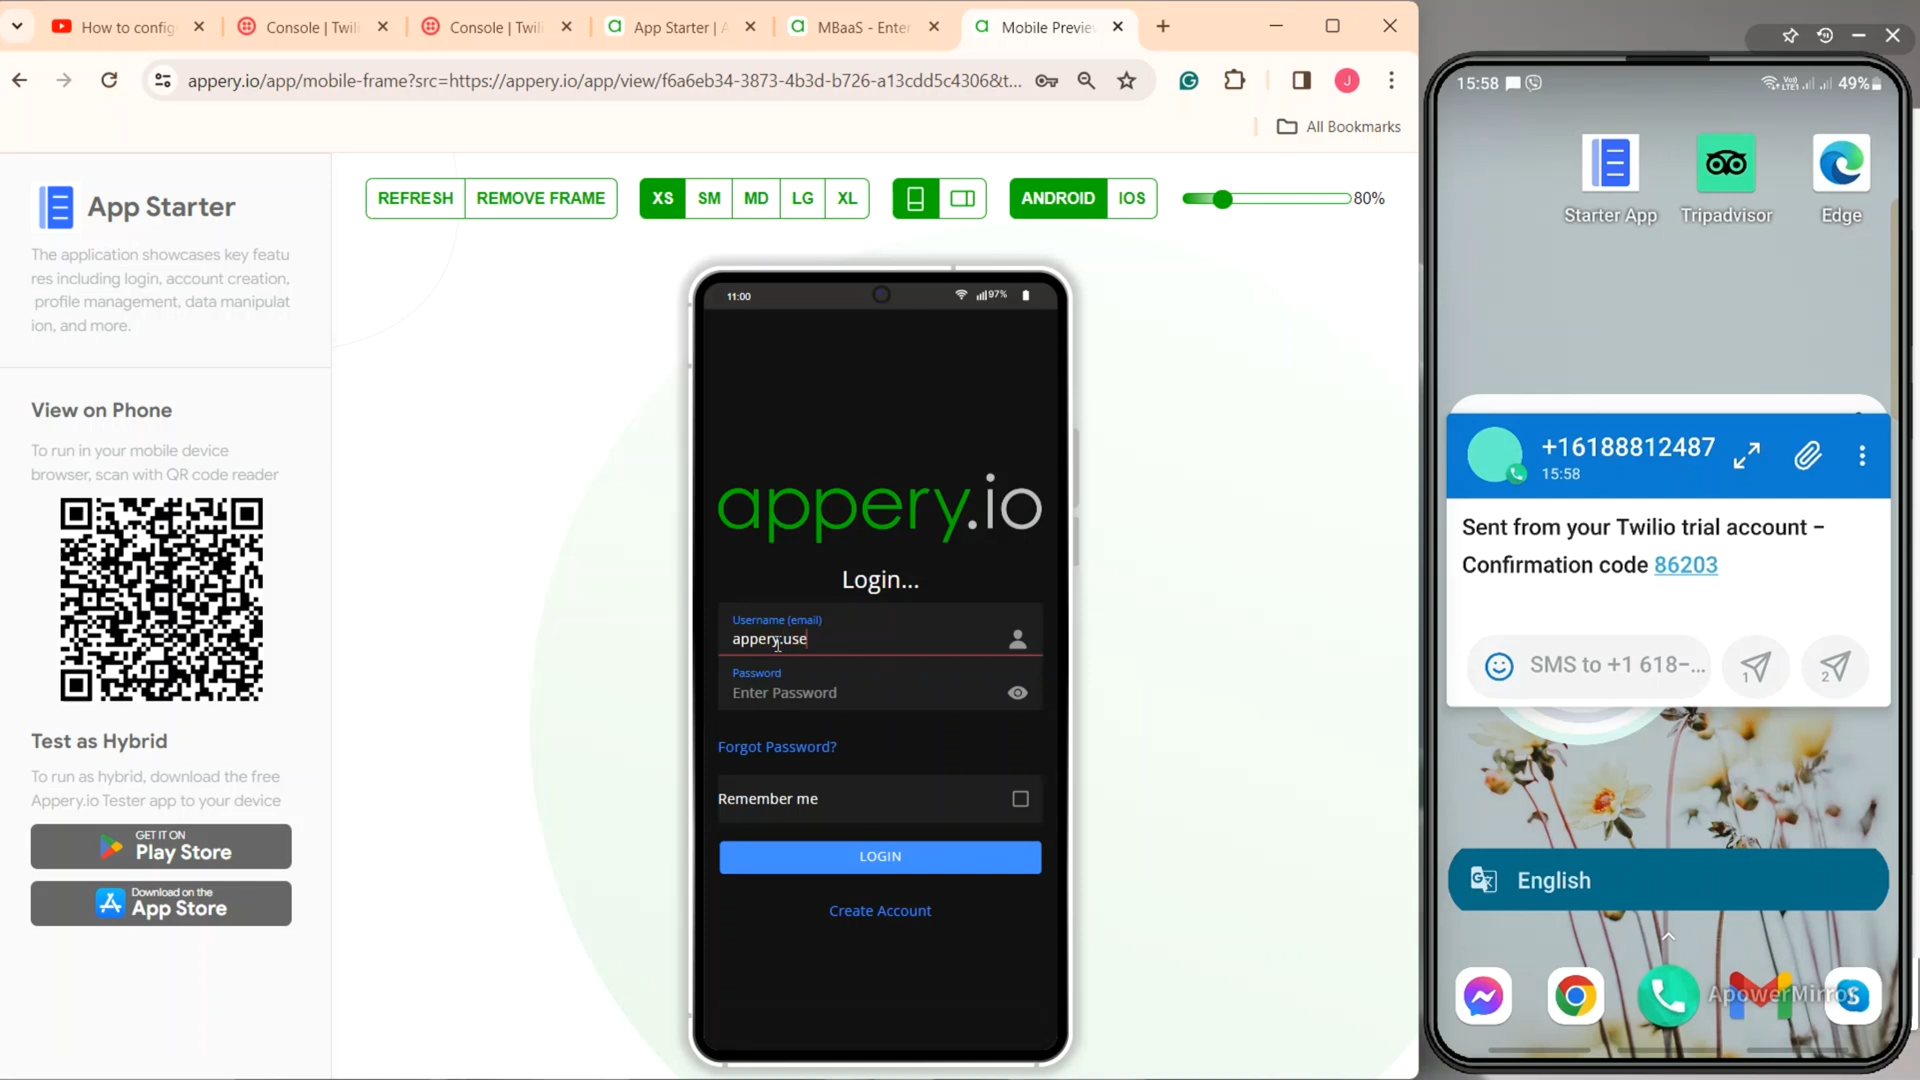 How to config
Console | Twili
Console | Twili
App Starter | A
MBaaS - Enter
Mobile Preview
appery.io/app/mobile-frame?src=https://appery.io/app/view/f6a6eb34-3873-4b3d-b726-a13cdd5c4306&t...
J
All Bookmarks
App Starter
The application showcases key featu
res including login, account creation,
profile management, data manipulat
ion, and more.
View on Phone
To run in your mobile device
browser, scan with QR code reader
Test as Hybrid
To run as hybrid, download the free
Appery.io Tester app to your device
GET IT ON
Play Store
Download on the
App Store
REFRESH
REMOVE FRAME
XS
SM
MD
LG
XL
ANDROID
IOS
80%
11:00
97%
appery.io
Login...
Username (email)
appery.use
Password
Enter Password
Forgot Password?
Remember me
LOGIN
Create Account
15:58
49%
Starter App
Tripadvisor
Edge
+16188812487
15:58
Sent from your Twilio trial account -
Confirmation code 86203
SMS to +1 618-...
1
2
English
ApowerMirror